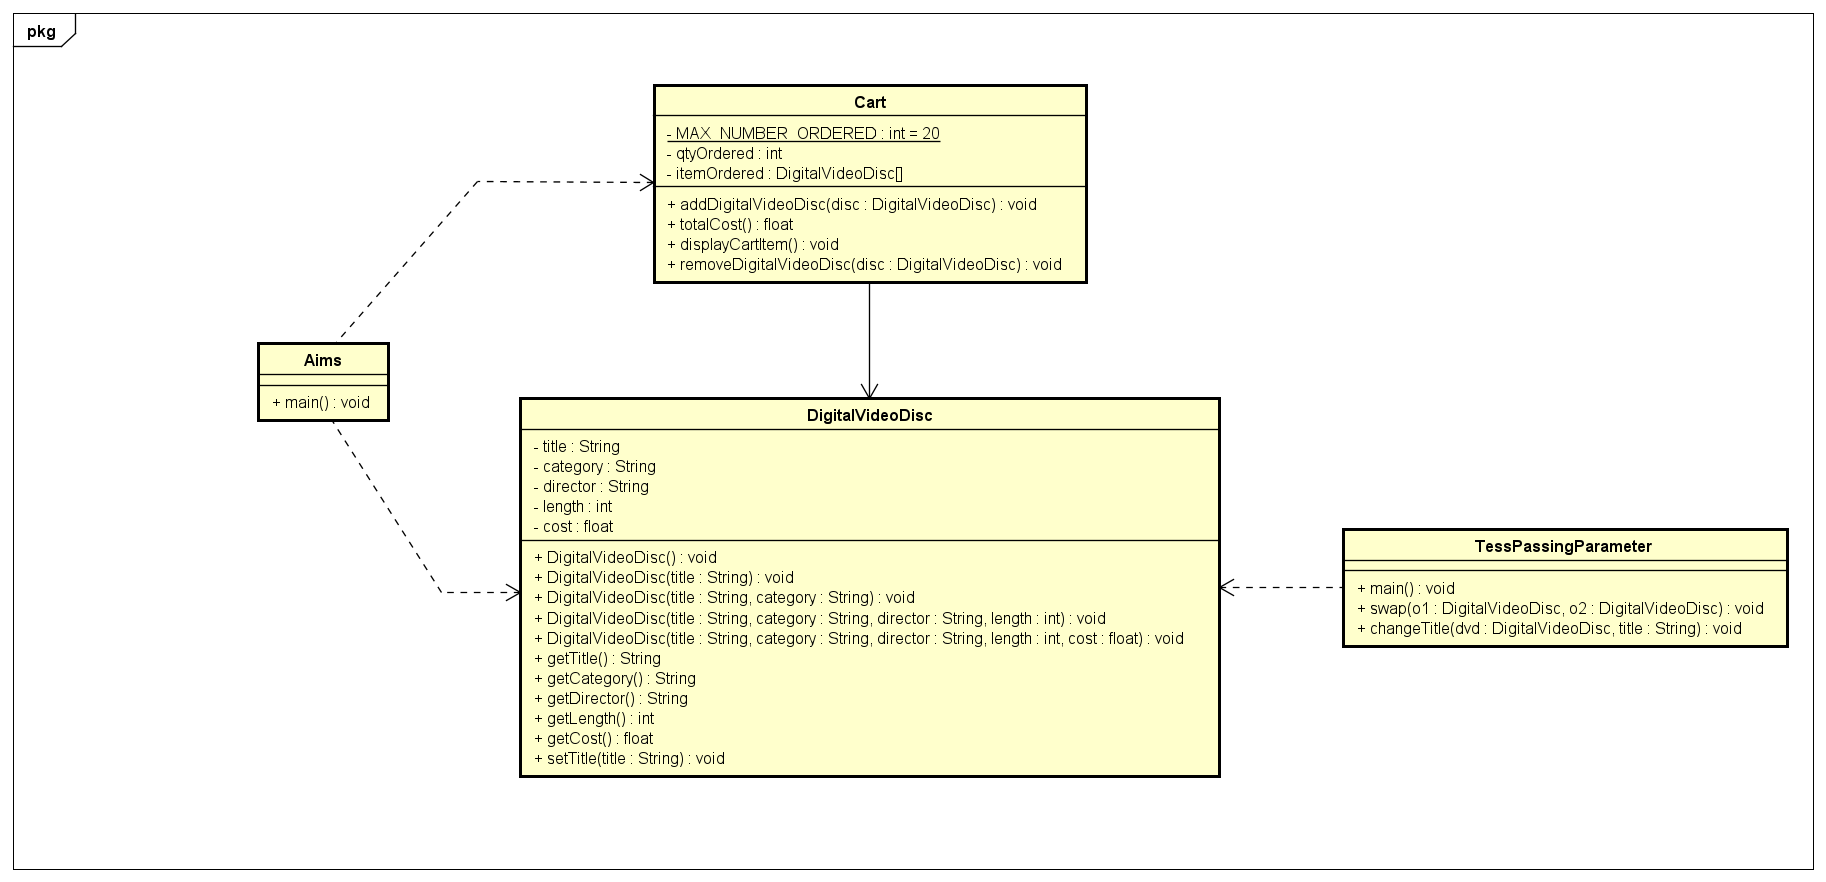 pkg
Cart
- MAX_NUMBER_ORDERED : int = 20
- qtyOrdered : int
- itemOrdered : DigitalVideoDisc[]
+ addDigitalVideoDisc(disc : DigitalVideoDisc) : void
+ totalCost() : float
+ displayCartItem() : void
+ removeDigitalVideoDisc(disc : DigitalVideoDisc) : void
Aims
+ main() : void
DigitalVideoDisc
- title : String
- category : String
- director : String
- length : int
- cost : float
+ DigitalVideoDisc() : void
+ DigitalVideoDisc(title : String) : void
+ DigitalVideoDisc(title : String, category : String) : void
+ DigitalVideoDisc(title : String, category : String, director : String, length : int) : void
+ DigitalVideoDisc(title : String, category : String, director : String, length : int, cost : float) : void
+ getTitle() : String
+ getCategory() : String
+ getDirector() : String
+ getLength() : int
+ getCost() : float
+ setTitle(title : String) : void
TessPassingParameter
+ main() : void
+ swap(o1 : DigitalVideoDisc, o2 : DigitalVideoDisc) : void
+ changeTitle(dvd : DigitalVideoDisc, title : String) : void